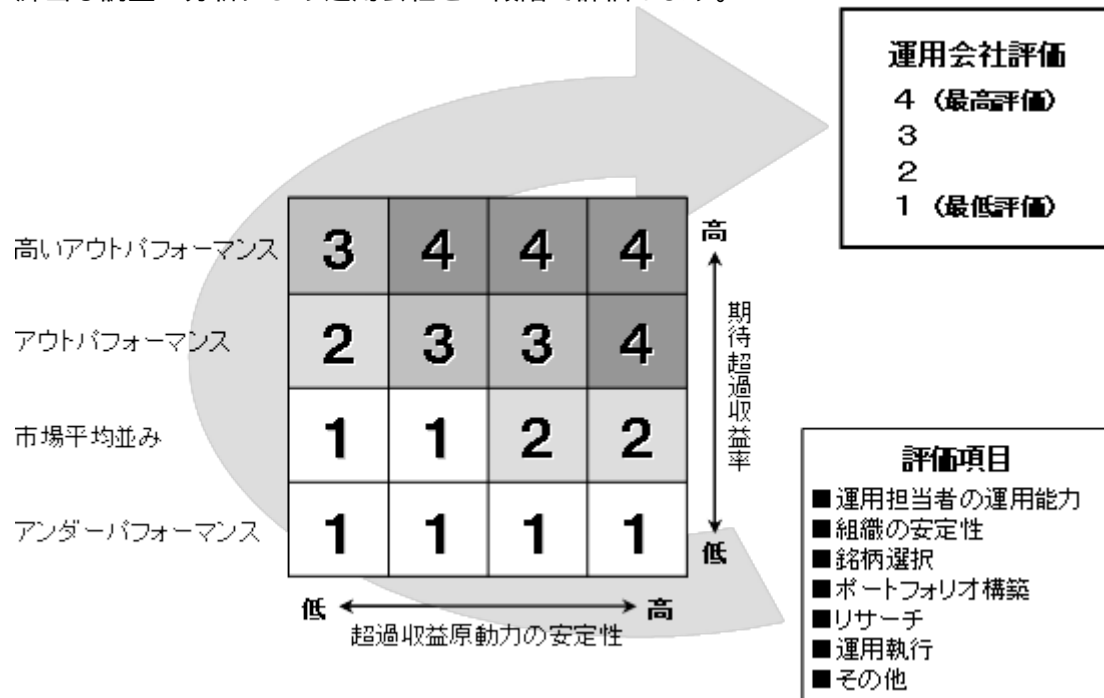 運用会社評価
4 (最高評価)
3
2
1 (最低評価)
高いアウトパフォーマンス 3 4 4 4
アウトパフォーマンス 2 3 3 4
市場平均並み 1 1 2 2
アンダーパフォーマンス 1 1 1 1
高
期待超過収益率
低
低 高
超過収益原動力の安定性
評価項目
■運用担当者の運用能力
■組織の安定性
■銘柄選択
■ポートフォリオ構築
■リサーチ
■運用執行
■その他